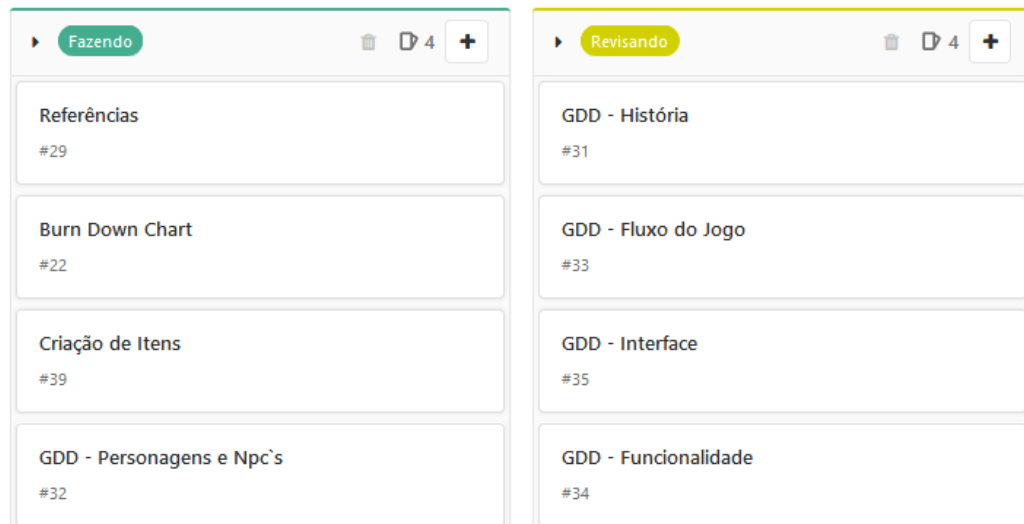 Fazendo
4
Referências
#29
Burn Down Chart
#22
Criação de Itens
#39
GDD - Personagens e Npc`s
#32
Revisando
4
GDD - História
#31
GDD - Fluxo do Jogo
#33
GDD - Interface
#35
GDD - Funcionalidade
#34